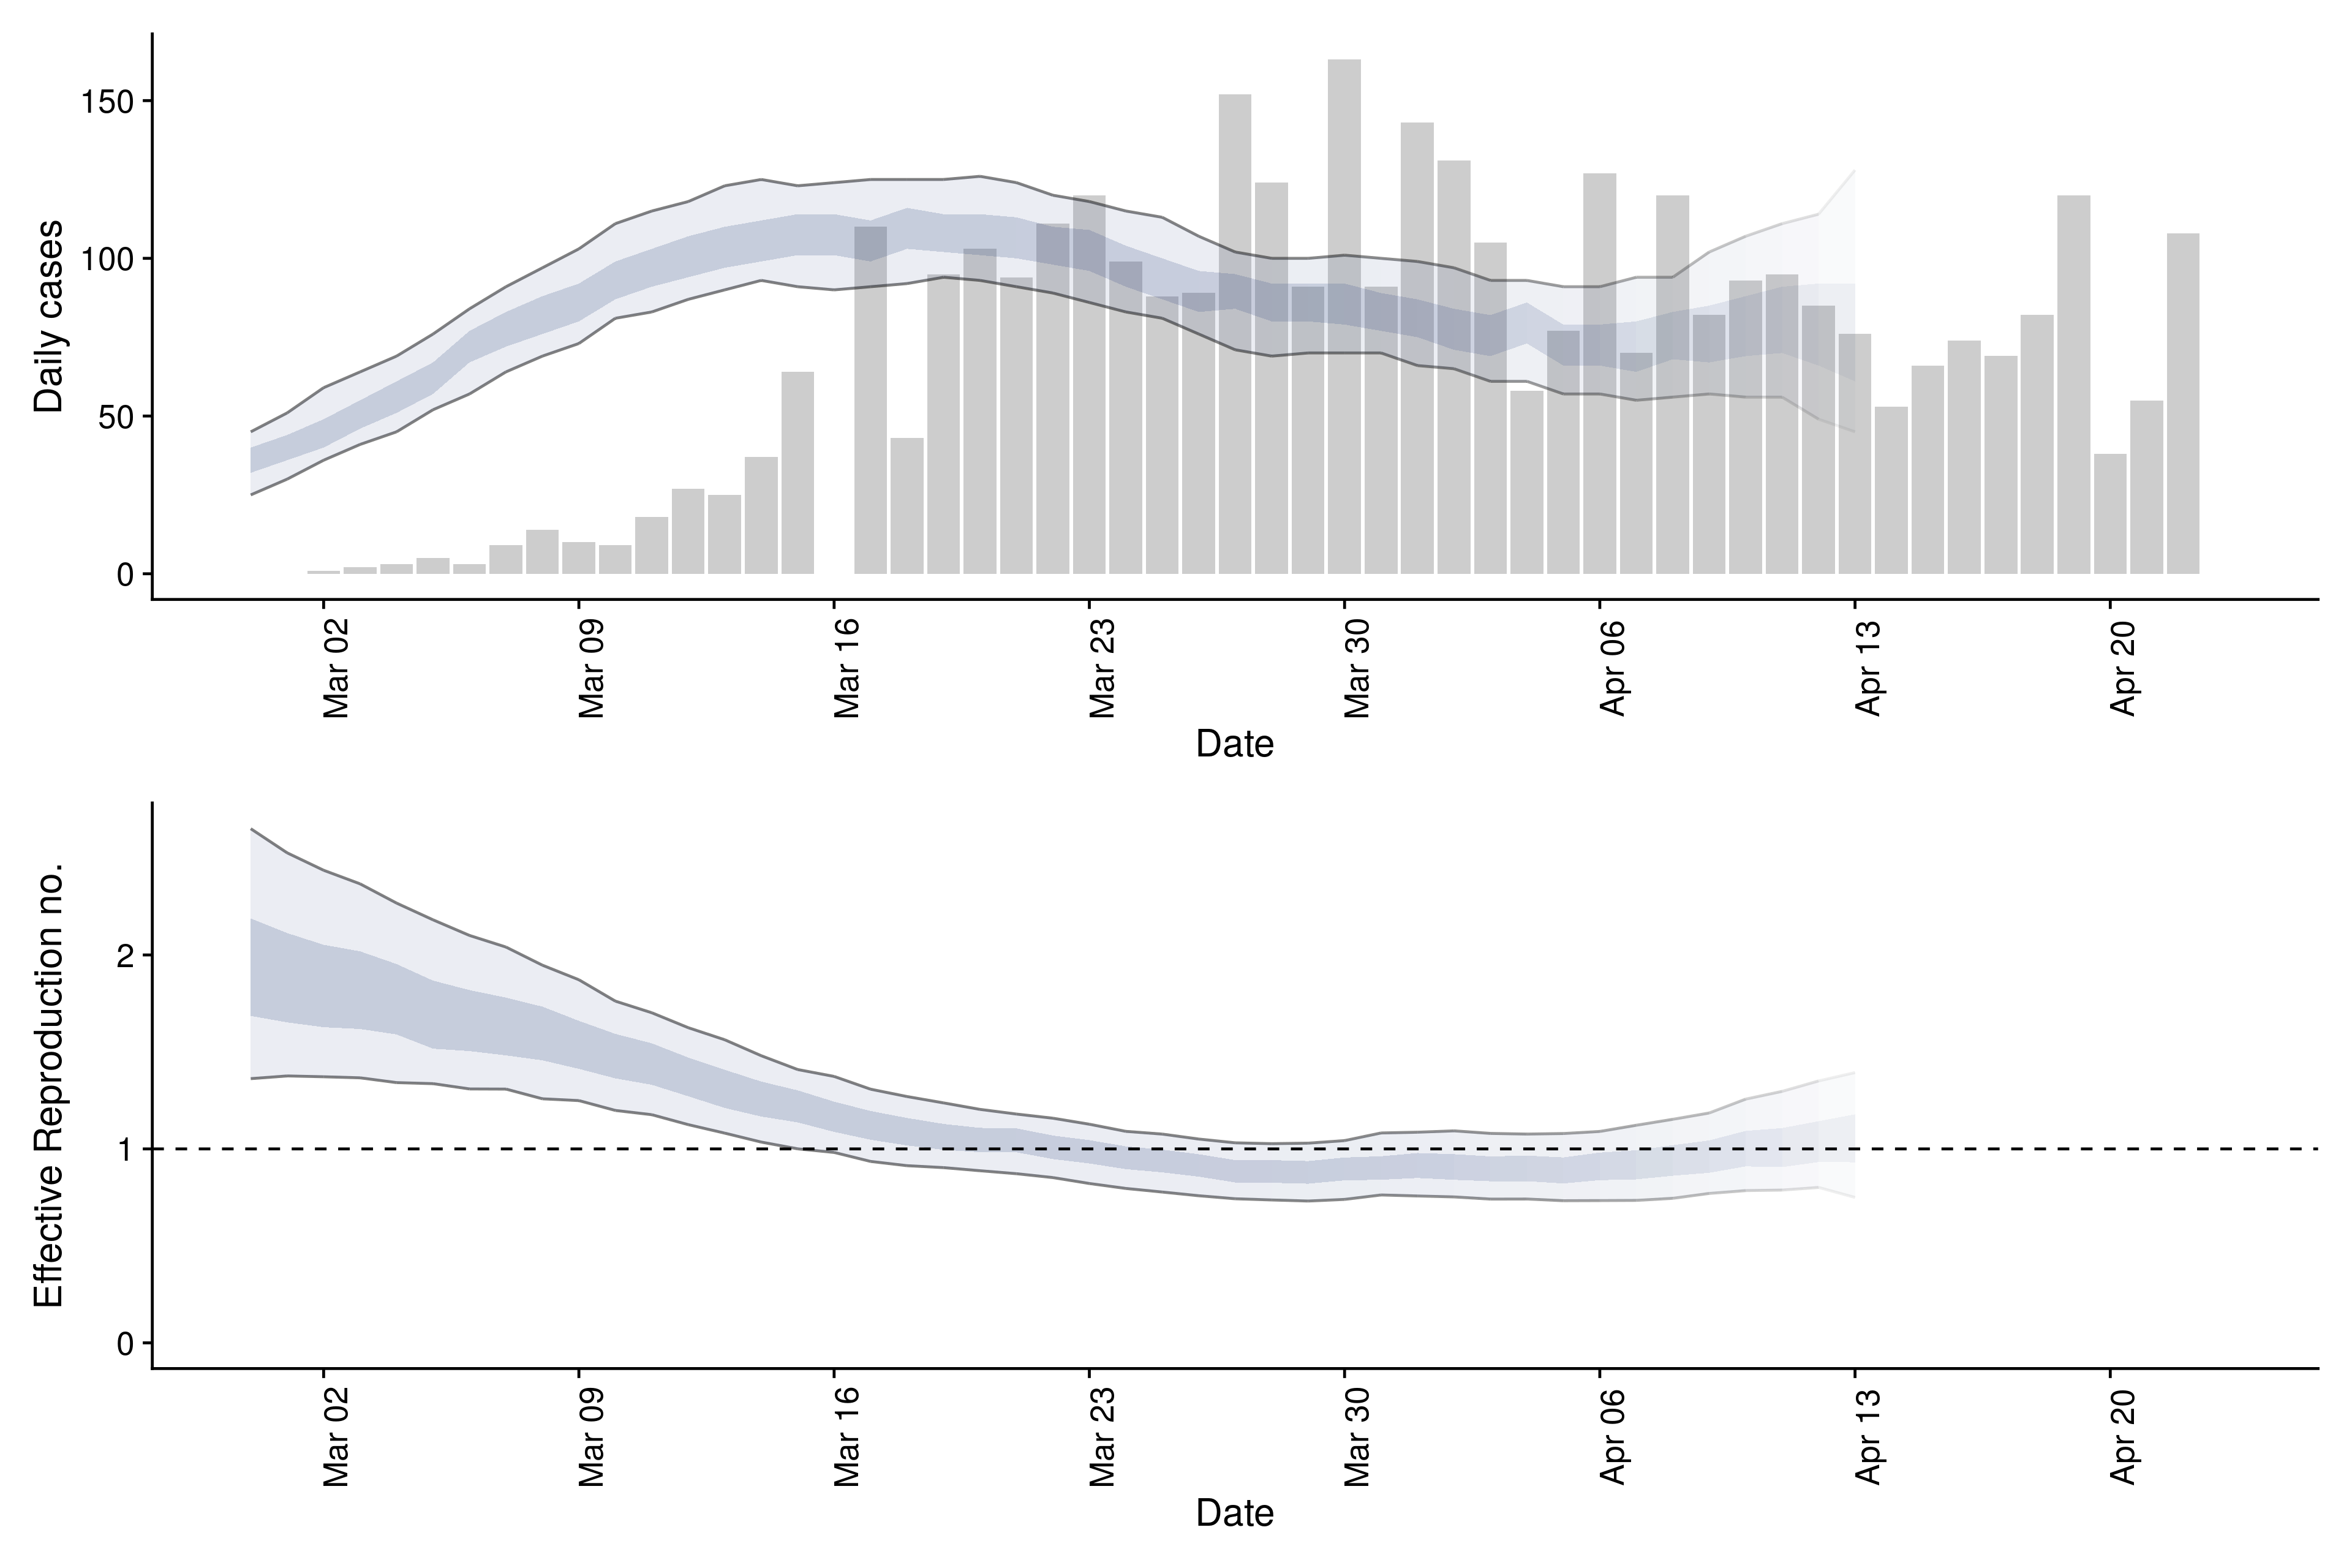 Daily cases
150
100
50
0
Mar 02
Mar 09
Mar 16
Mar 23
Mar 30
Apr 06
Apr 13
Apr 20
Date
Effective Reproduction no.
2
1
0
Mar 02
Mar 09
Mar 16
Mar 23
Mar 30
Apr 06
Apr 13
Apr 20
Date